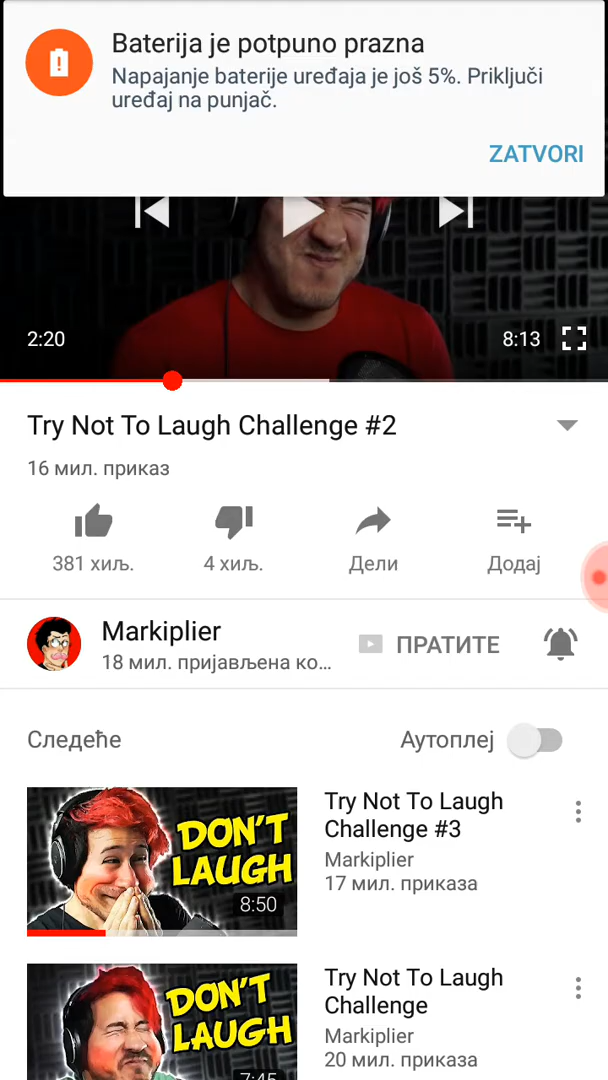 Baterija je potpuno prazna
Napajanje baterije uređaja je još 5%. Priključi
uređaj na punjač.
ZATVORI
2:20
8:13
Try Not To Laugh Challenge #2
16 мил. приказ
381 хиљ.
4 хиљ.
Дели
Додај
Markiplier
18 мил. пријављена ко...
ПРАТИТЕ
Следеће
Аутоплеј
DON'T
LAUGH
8:50
Try Not To Laugh
Challenge #3
Markiplier
17 мил. приказа
DON'T
LAUGH
7:45
Try Not To Laugh
Challenge
Markiplier
20 мил. приказа